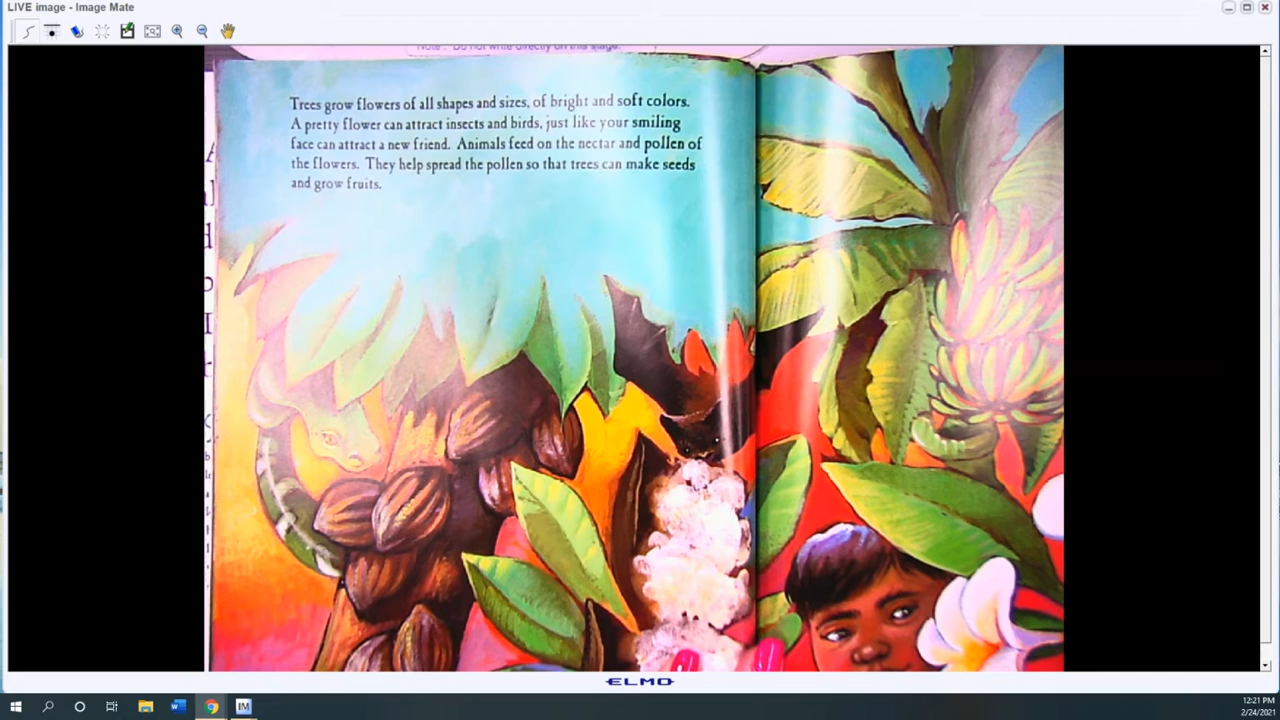 LIVE image - Image Mate
Note : Do not write directly on this stage.
Trees grow flowers of all shapes and sizes, of bright and soft colors.
A pretty flower can attract insects and birds, just like your smiling
face can attract a new friend. Animals feed on the nectar and pollen of
the flowers. They help spread the pollen so that trees can make seeds
and grow fruits.
ELMO
IM
12:21 PM
2/24/2021